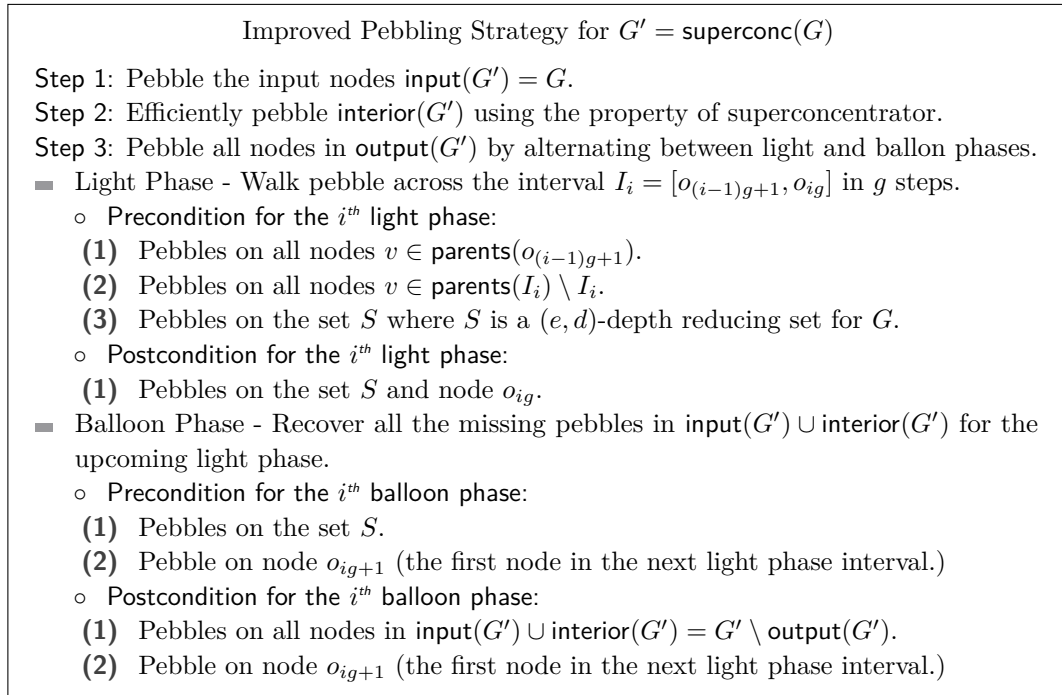 Improved Pebbling Strategy for G′ = superconc(G)
Step 1: Pebble the input nodes input(G′) = G.
Step 2: Efficiently pebble interior(G′) using the property of superconcentrator.
Step 3: Pebble all nodes in output(G′) by alternating between light and ballon phases.
Light Phase - Walk pebble across the interval I_i = [o_{(i−1)g+1}, o_{ig}] in g steps.
○ Precondition for the i^{th} light phase:
(1) Pebbles on all nodes v ∈ parents(o_{(i−1)g+1}).
(2) Pebbles on all nodes v ∈ parents(I_i) \ I_i.
(3) Pebbles on the set S where S is a (e, d)-depth reducing set for G.
○ Postcondition for the i^{th} light phase:
(1) Pebbles on the set S and node o_{ig}.
Balloon Phase - Recover all the missing pebbles in input(G′) ∪ interior(G′) for the
upcoming light phase.
○ Precondition for the i^{th} balloon phase:
(1) Pebbles on the set S.
(2) Pebble on node o_{ig+1} (the first node in the next light phase interval.)
○ Postcondition for the i^{th} balloon phase:
(1) Pebbles on all nodes in input(G′) ∪ interior(G′) = G′ \ output(G′).
(2) Pebble on node o_{ig+1} (the first node in the next light phase interval.)